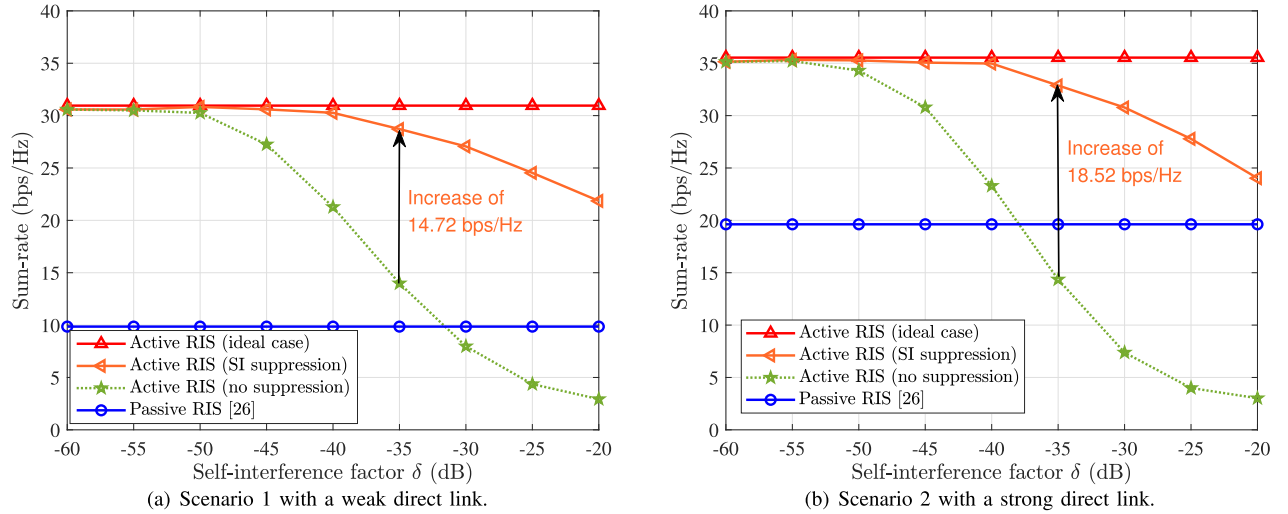 40
35
30
25
20
15
10
5
0
Sum-rate (bps/Hz)
Increase of
14.72 bps/Hz
Active RIS (ideal case)
Active RIS (SI suppression)
Active RIS (no suppression)
Passive RIS [26]
-60 -55 -50 -45 -40 -35 -30 -25 -20
Self-interference factor δ (dB)
(a) Scenario 1 with a weak direct link.
40
35
30
25
20
15
10
5
0
Sum-rate (bps/Hz)
Increase of
18.52 bps/Hz
Active RIS (ideal case)
Active RIS (SI suppression)
Active RIS (no suppression)
Passive RIS [26]
-60 -55 -50 -45 -40 -35 -30 -25 -20
Self-interference factor δ (dB)
(b) Scenario 2 with a strong direct link.